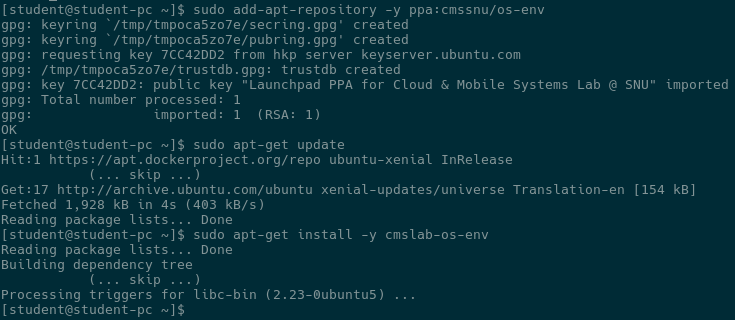 [student@student-pc ~]$ sudo add-apt-repository -y ppa:cmssnu/os-env
gpg: keyring `/tmp/tmpoca5zo7e/secring.gpg' created
gpg: keyring `/tmp/tmpoca5zo7e/pubring.gpg' created
gpg: requesting key 7CC42DD2 from hkp server keyserver.ubuntu.com
gpg: /tmp/tmpoca5zo7e/trustdb.gpg: trustdb created
gpg: key 7CC42DD2: public key "Launchpad PPA for Cloud & Mobile Systems Lab @ SNU" imported
gpg: Total number processed: 1
gpg:               imported: 1  (RSA: 1)
OK
[student@student-pc ~]$ sudo apt-get update
Hit:1 https://apt.dockerproject.org/repo ubuntu-xenial InRelease
           (... skip ...)
Get:17 http://archive.ubuntu.com/ubuntu xenial-updates/universe Translation-en [154 kB]
Fetched 1,928 kB in 4s (403 kB/s)
Reading package lists... Done
[student@student-pc ~]$ sudo apt-get install -y cmslab-os-env
Reading package lists... Done
Building dependency tree
           (... skip ...)
Processing triggers for libc-bin (2.23-0ubuntu5) ...
[student@student-pc ~]$